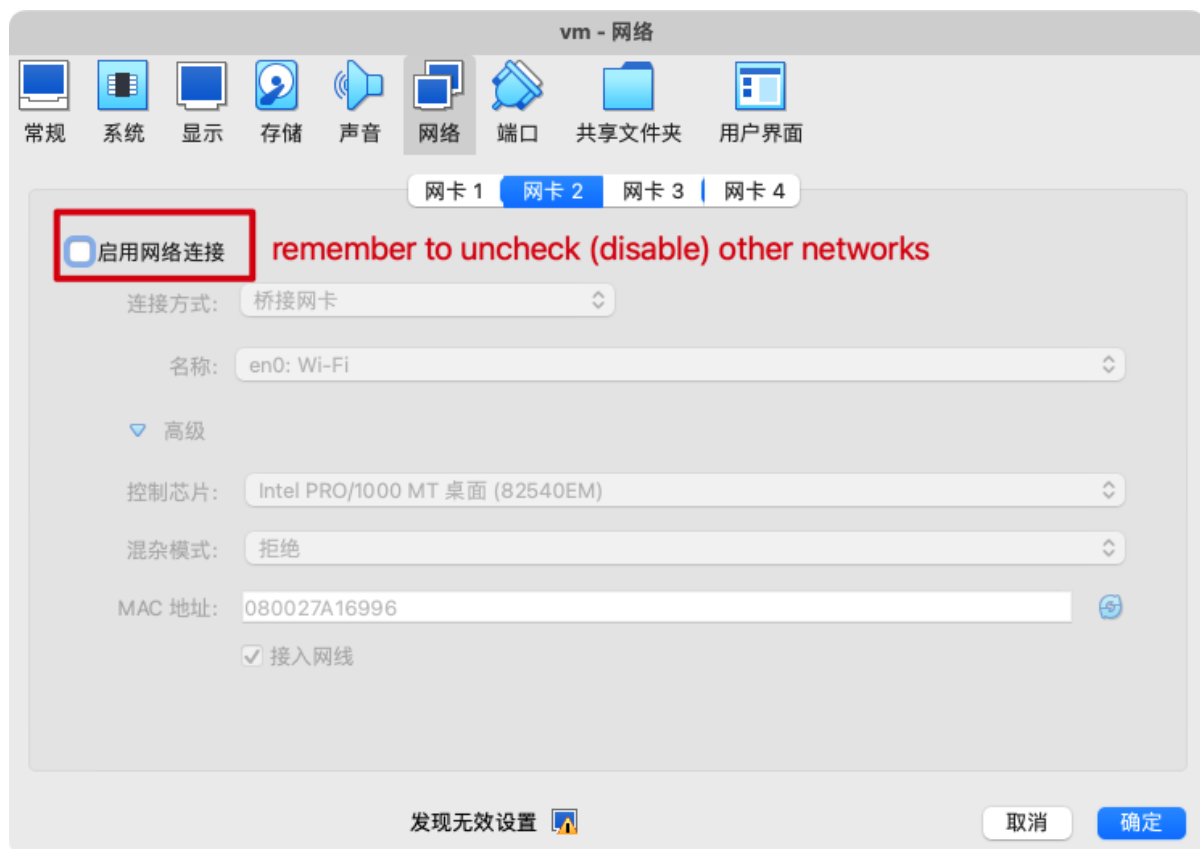 vm - 网络
常规 系统 显示 存储 声音 网络 端口 共享文件夹 用户界面
网卡 1 网卡 2 网卡 3 网卡 4
启用网络连接 remember to uncheck (disable) other networks
连接方式: 桥接网卡
名称: en0: Wi-Fi
高级
控制芯片: Intel PRO/1000 MT 桌面 (82540EM)
混杂模式: 拒绝
MAC 地址: 080027A16996
接入网线
发现无效设置 取消 确定